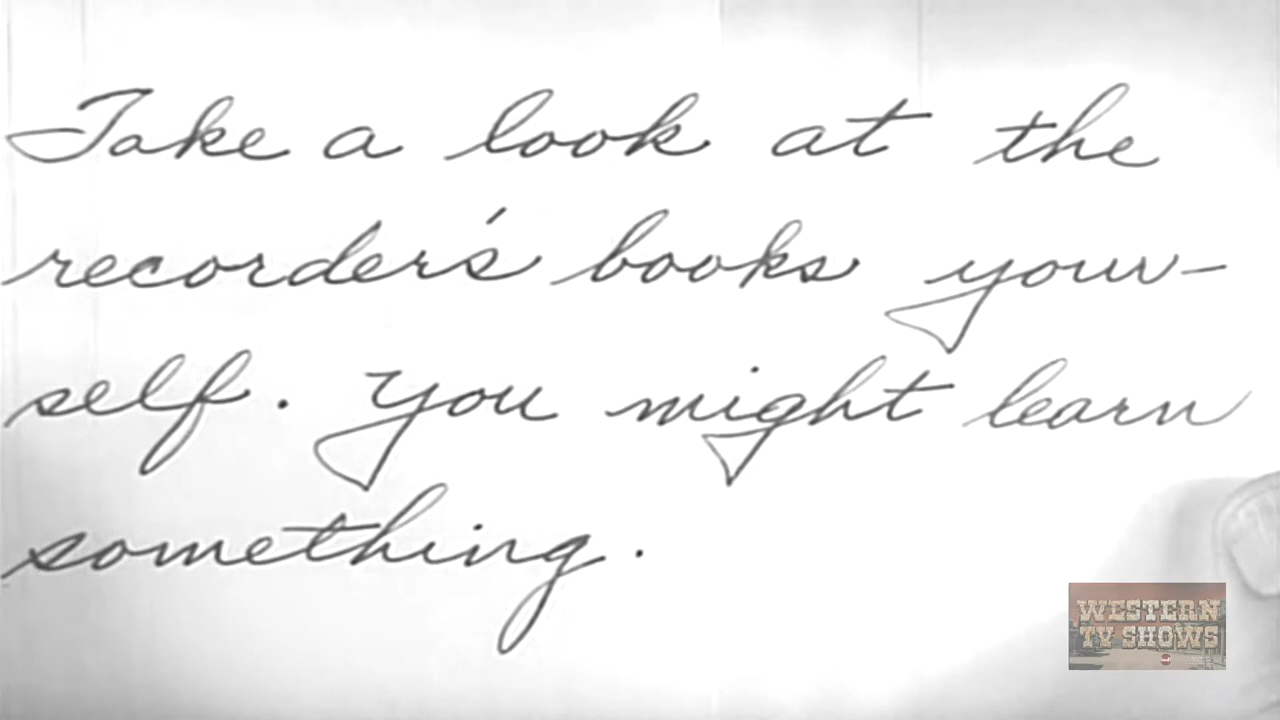 Take a look at the
recorder's books your-
self. You might learn
something.
WESTERN
TV SHOWS